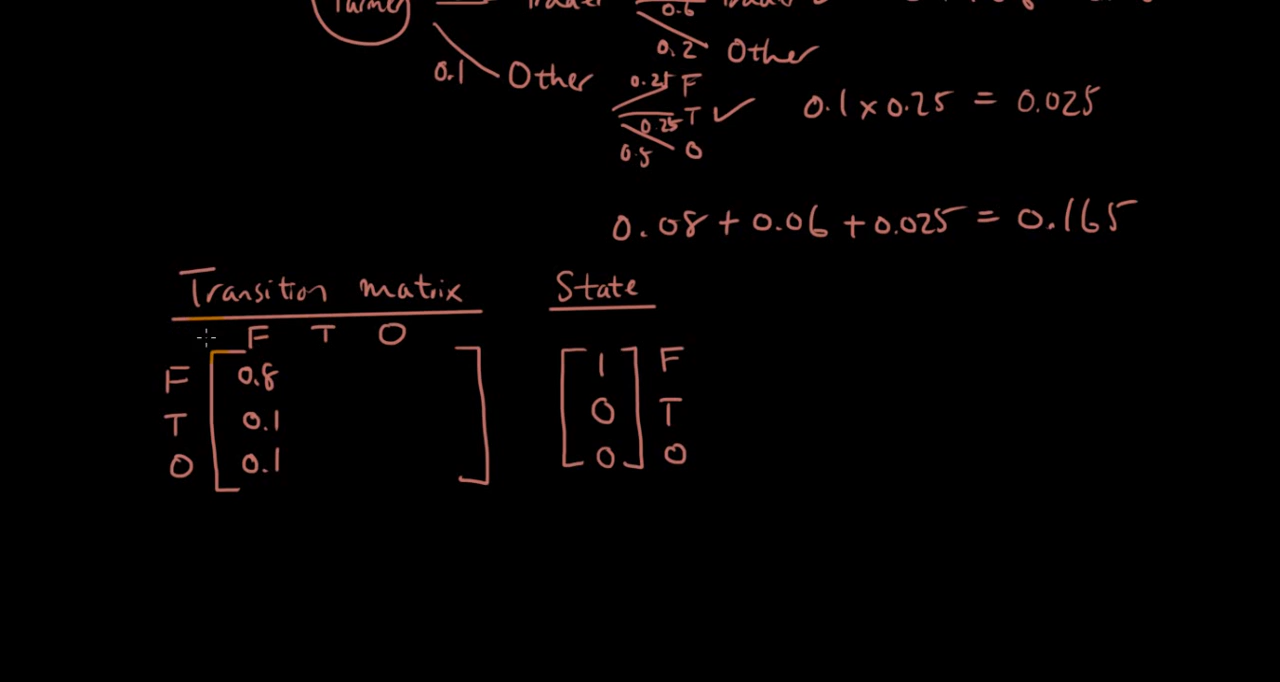 0.6
0.2 Other
0.1 Other 0.25 F
0.25 T ✓ 0.1 x 0.25 = 0.025
0.5 O
0.08 + 0.06 + 0.025 = 0.165
Transition matrix State
F T O
F 0.8 1 F
T 0.1 0 T
O 0.1 0 O